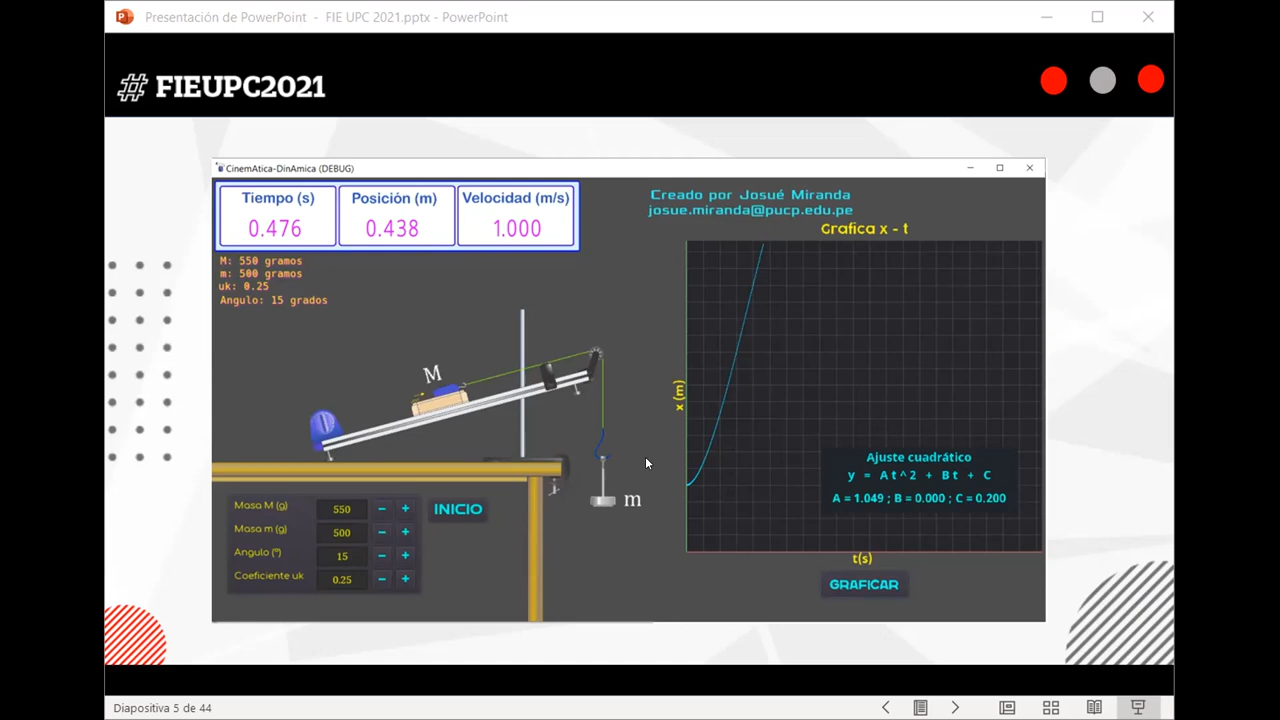 Presentación de PowerPoint - FIE UPC 2021.pptx - PowerPoint
# FIEUPC2021
CinemAtica-DinAmica (DEBUG)
Tiempo (s) Posición (m) Velocidad (m/s)
0.476 0.438 1.000
M: 550 gramos
m: 500 gramos
uk: 0.25
Angulo: 15 grados
Creado por Josué Miranda
josue.miranda@pucp.edu.pe
Grafica x - t
M
m
x (m)
Ajuste cuadrático
y = A t ^ 2 + B t + C
A = 1.049 ; B = 0.000 ; C = 0.200
t(s)
GRAFICAR
Masa M (g) 550 - +
Masa m (g) 500 - +
Angulo (º) 15 - +
Coeficiente uk 0.25 - +
INICIO
Diapositiva 5 de 44